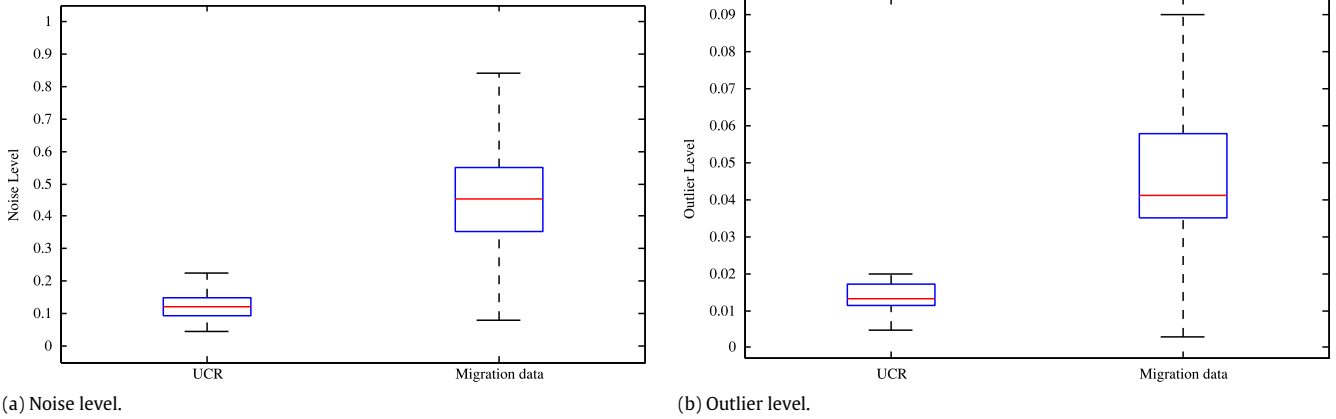 1
0.9
0.8
0.7
0.6
0.5
0.4
0.3
0.2
0.1
0
Noise Level
UCR
Migration data
(a) Noise level.
0.09
0.08
0.07
0.06
0.05
0.04
0.03
0.02
0.01
0
Outlier Level
UCR
Migration data
(b) Outlier level.